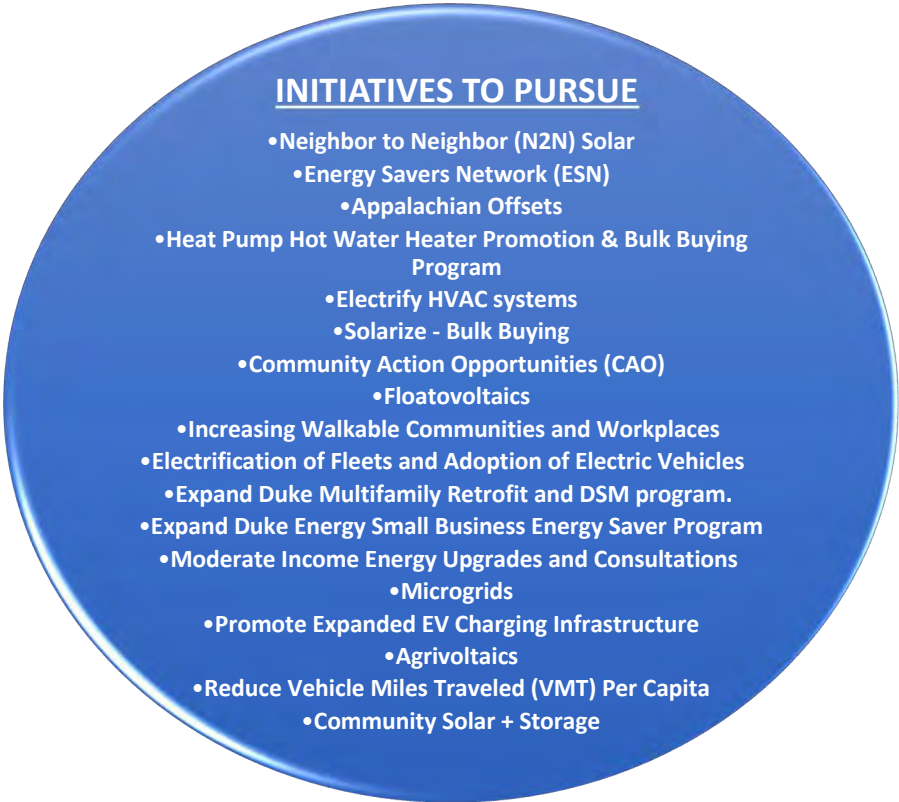 INITIATIVES TO PURSUE
•Neighbor to Neighbor (N2N) Solar
•Energy Savers Network (ESN)
•Appalachian Offsets
•Heat Pump Hot Water Heater Promotion & Bulk Buying
Program
•Electrify HVAC systems
•Solarize - Bulk Buying
•Community Action Opportunities (CAO)
•Floatovoltaics
•Increasing Walkable Communities and Workplaces
•Electrification of Fleets and Adoption of Electric Vehicles
•Expand Duke Multifamily Retrofit and DSM program.
•Expand Duke Energy Small Business Energy Saver Program
•Moderate Income Energy Upgrades and Consultations
•Microgrids
•Promote Expanded EV Charging Infrastructure
•Agrivoltaics
•Reduce Vehicle Miles Traveled (VMT) Per Capita
•Community Solar + Storage